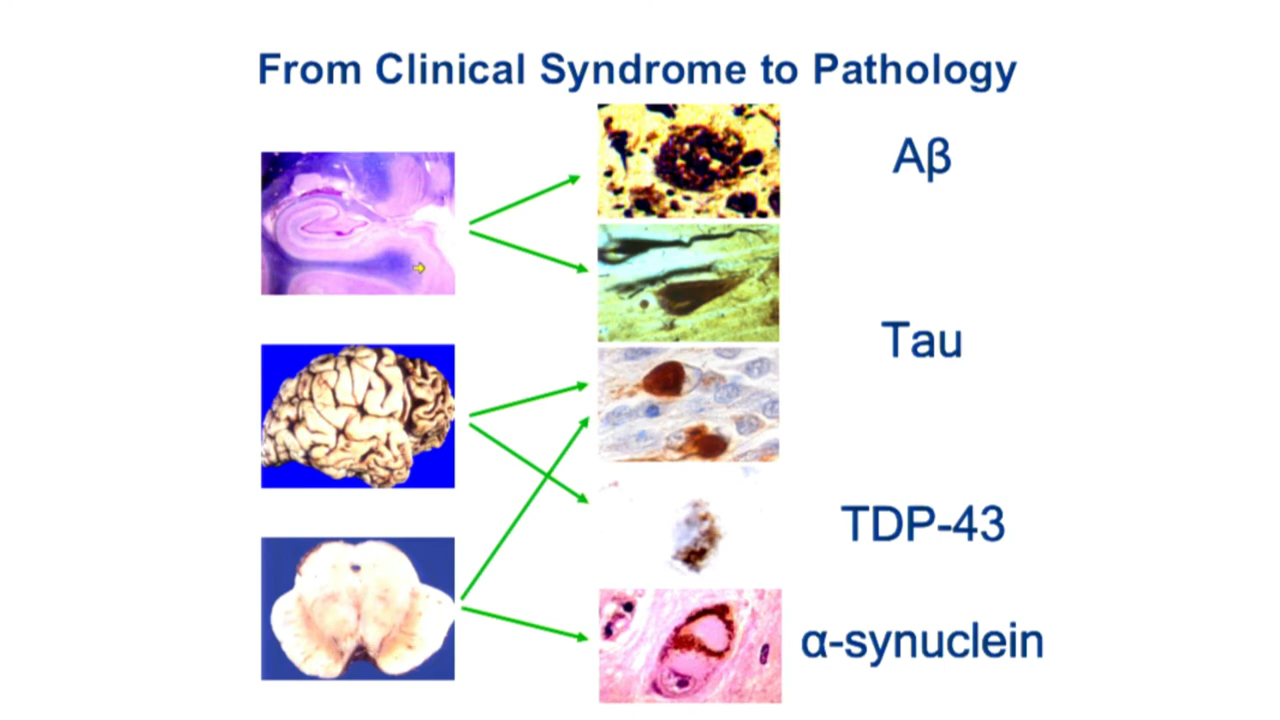 From Clinical Syndrome to Pathology
Aβ
Tau
TDP-43
α-synuclein